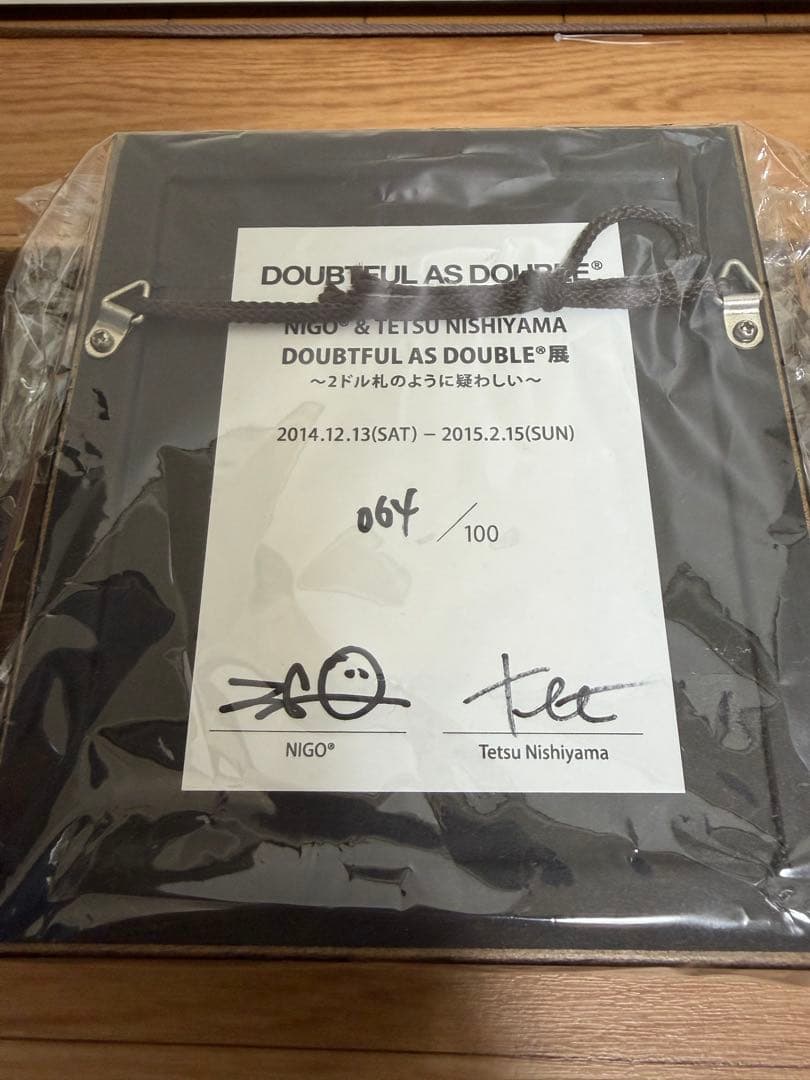 DOUBTFUL AS DOUBLE®
NIGO® & TETSU NISHIYAMA
DOUBTFUL AS DOUBLE®展
～2ドル札のように疑わしい～
2014.12.13(SAT) – 2015.2.15(SUN)
064 /100
NIGO®
Tetsu Nishiyama